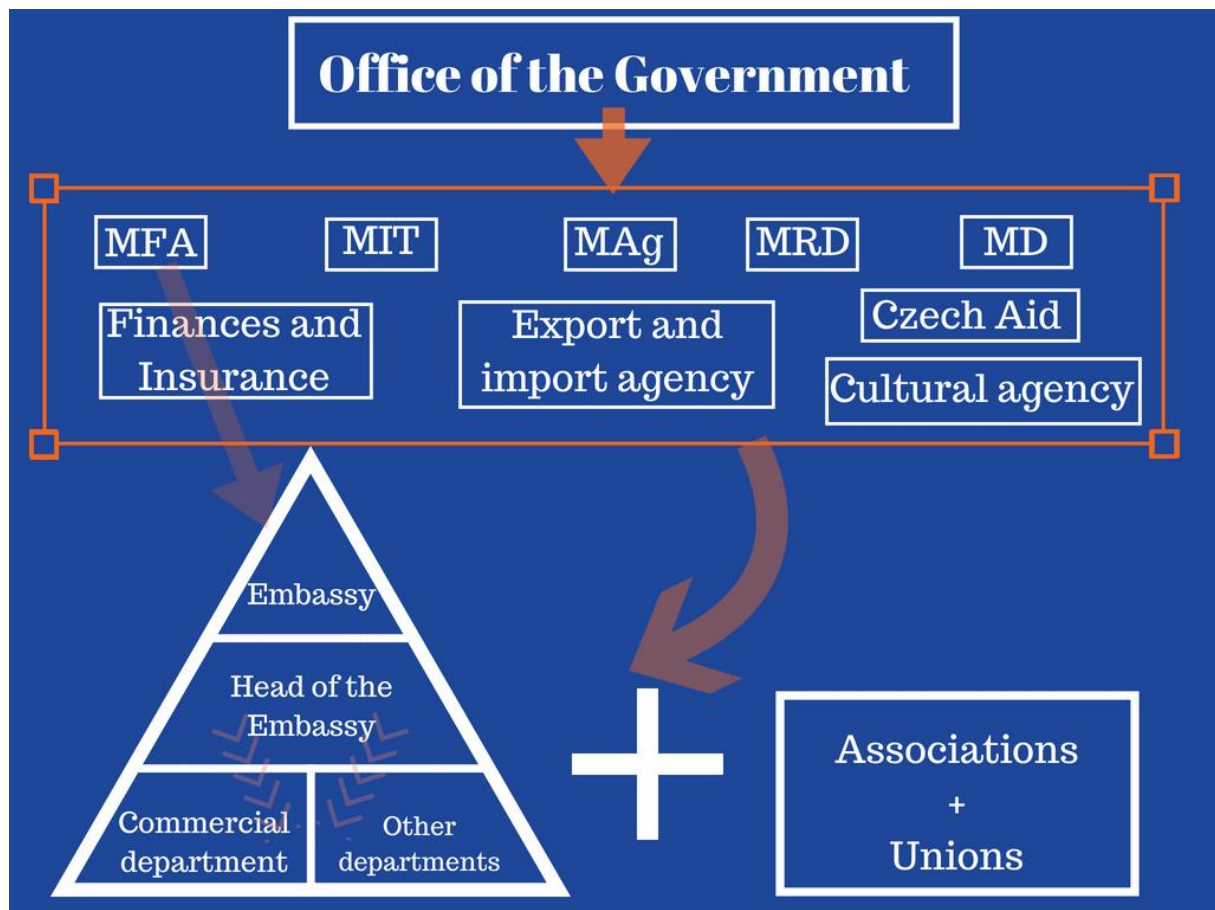 Office of the Government
MFA
MIT
MAg
MRD
MD
Finances and
Insurance
Export and
import agency
Czech Aid
Cultural agency
Embassy
Head of the
Embassy
Commercial
department
Other
departments
+
Associations
+
Unions